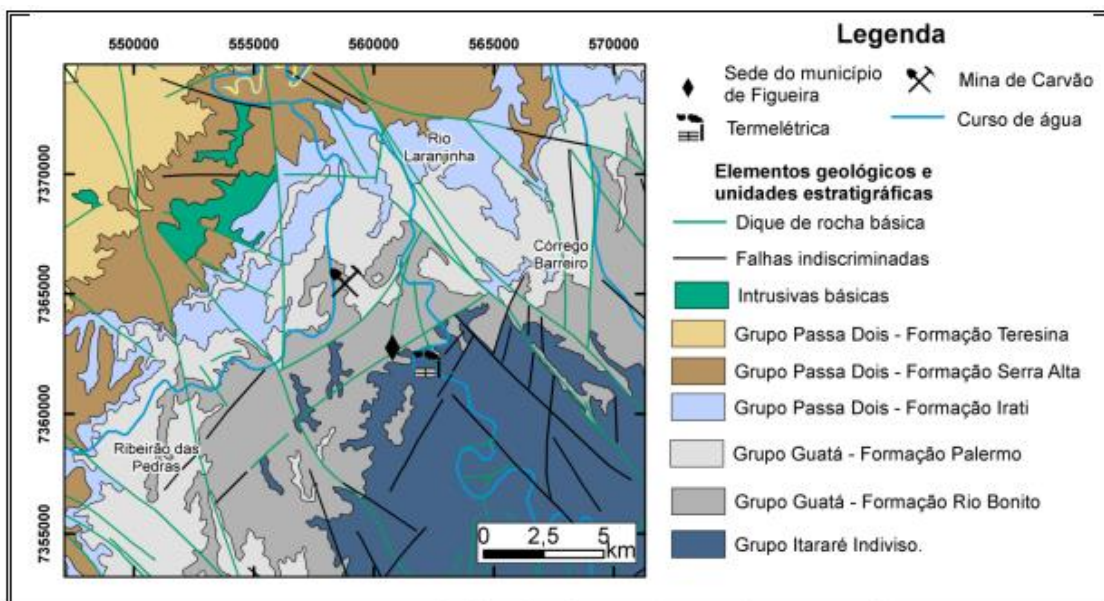 550000 555000 560000 565000 570000
7370000
7365000
7360000
7355000
Rio
Laranjinha
Córrego
Barreiro
Ribeirão das
Pedras
0 2,5 5
km
Legenda
Sede do município
de Figueira
Mina de Carvão
Termelétrica
Curso de água
Elementos geológicos e
unidades estratigráficas
Dique de rocha básica
Falhas indiscriminadas
Intrusivas básicas
Grupo Passa Dois - Formação Teresina
Grupo Passa Dois - Formação Serra Alta
Grupo Passa Dois - Formação Irati
Grupo Guatá - Formação Palermo
Grupo Guatá - Formação Rio Bonito
Grupo Itararé Indiviso.